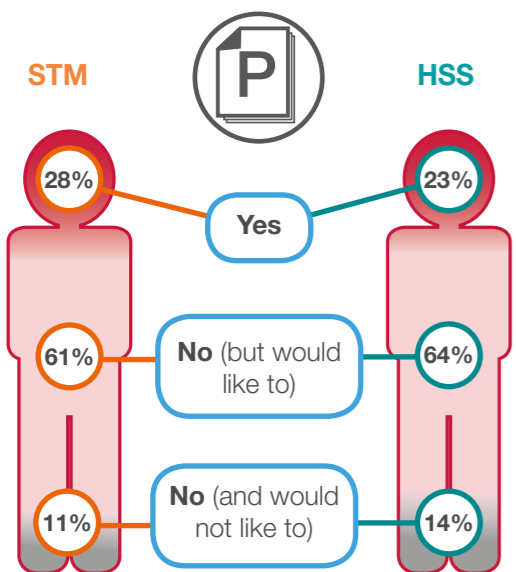 P
STM
HSS
28%
Yes
23%
61%
No (but would
like to)
64%
11%
No (and would
not like to)
14%